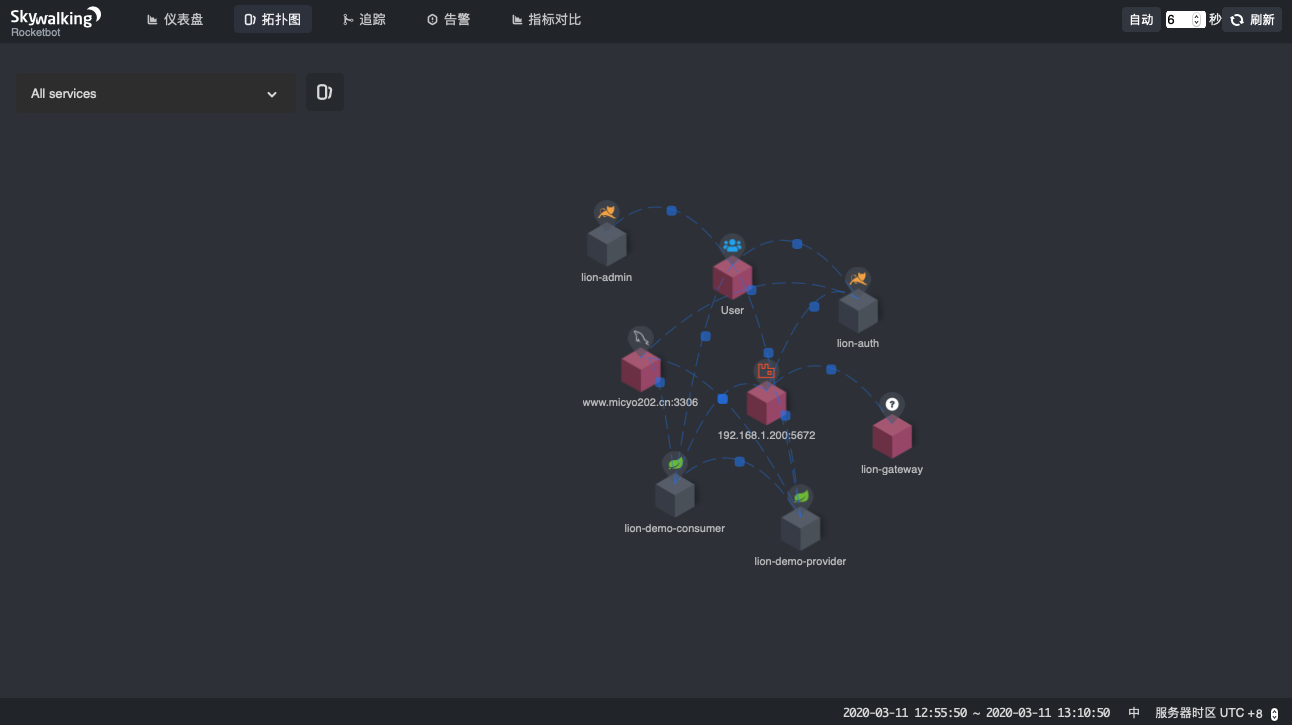 Skywalking
Rocketbot
仪表盘
拓扑图
追踪
告警
指标对比
自动 6 秒 刷新
All services
lion-admin
User
lion-auth
www.micyo202.cn:3306
192.168.1.200:5672
lion-gateway
lion-demo-consumer
lion-demo-provider
2020-03-11 12:55:50 ~ 2020-03-11 13:10:50 中 服务器时区 UTC +8